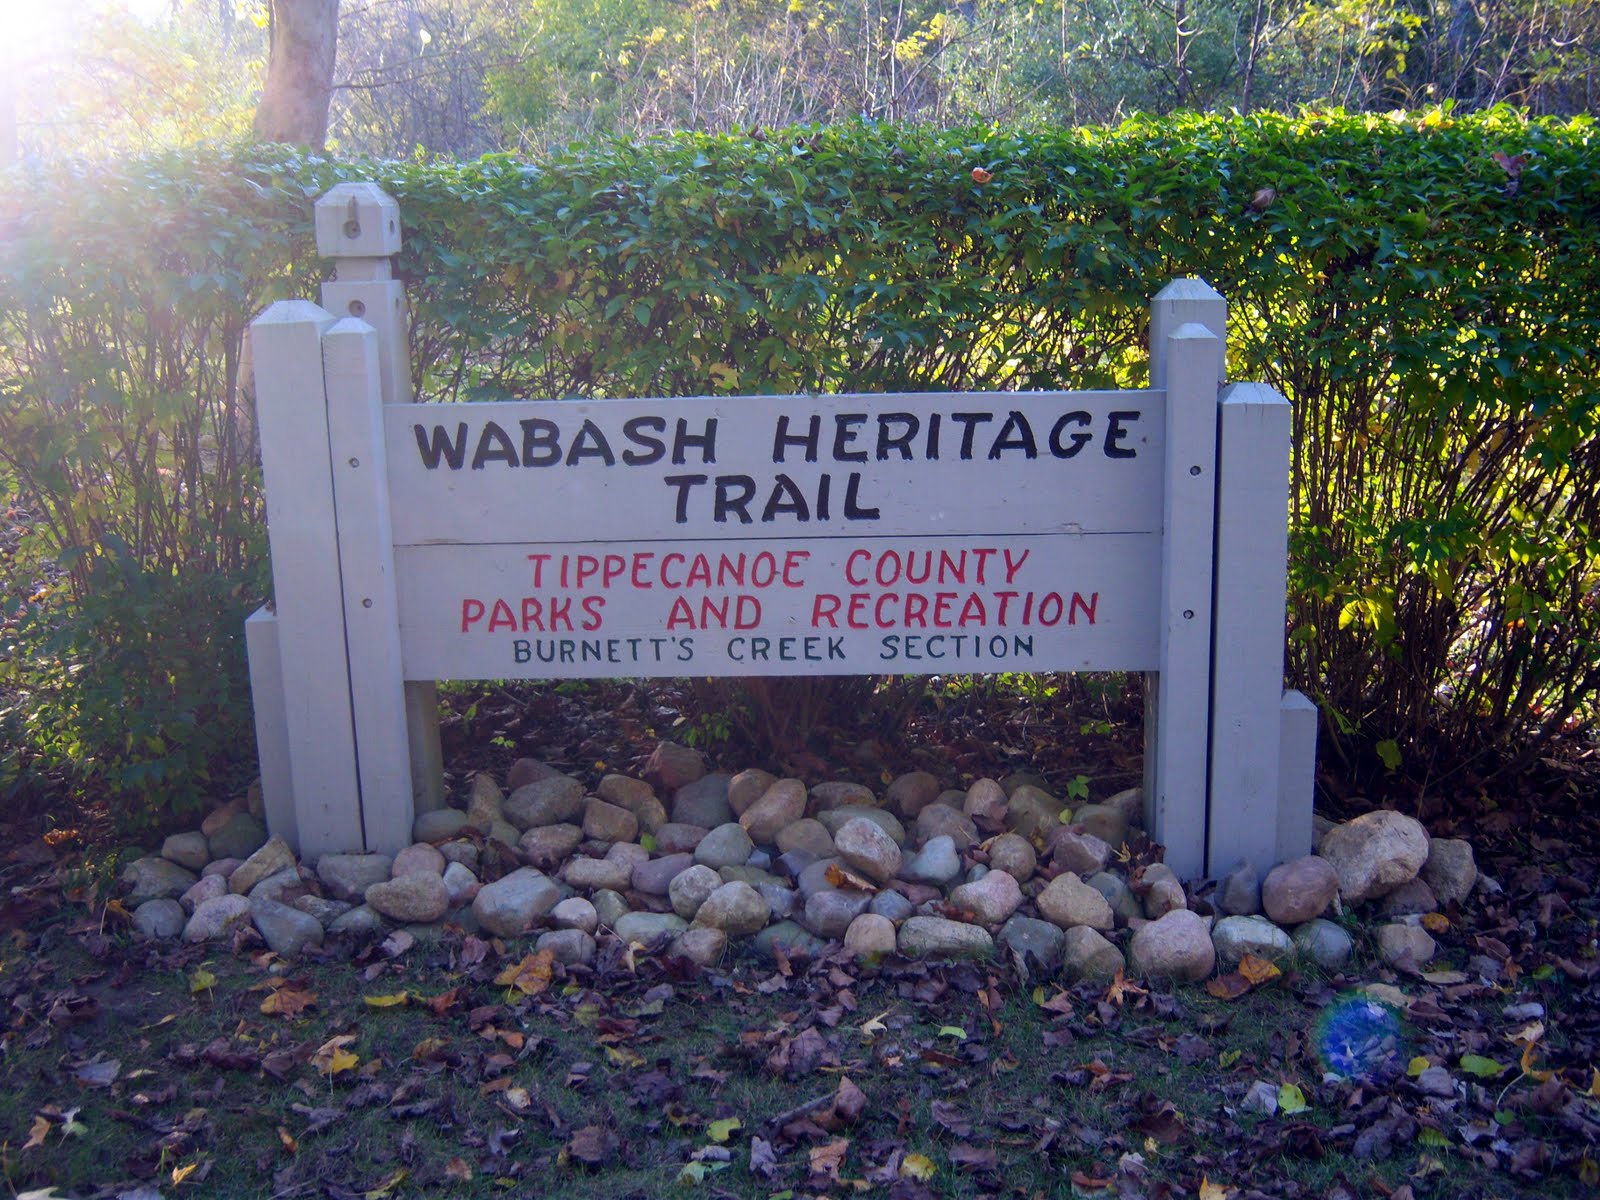 WABASH HERITAGE
TRAIL
TIPPECANOE COUNTY
PARKS AND RECREATION
BURNETT'S CREEK SECTION